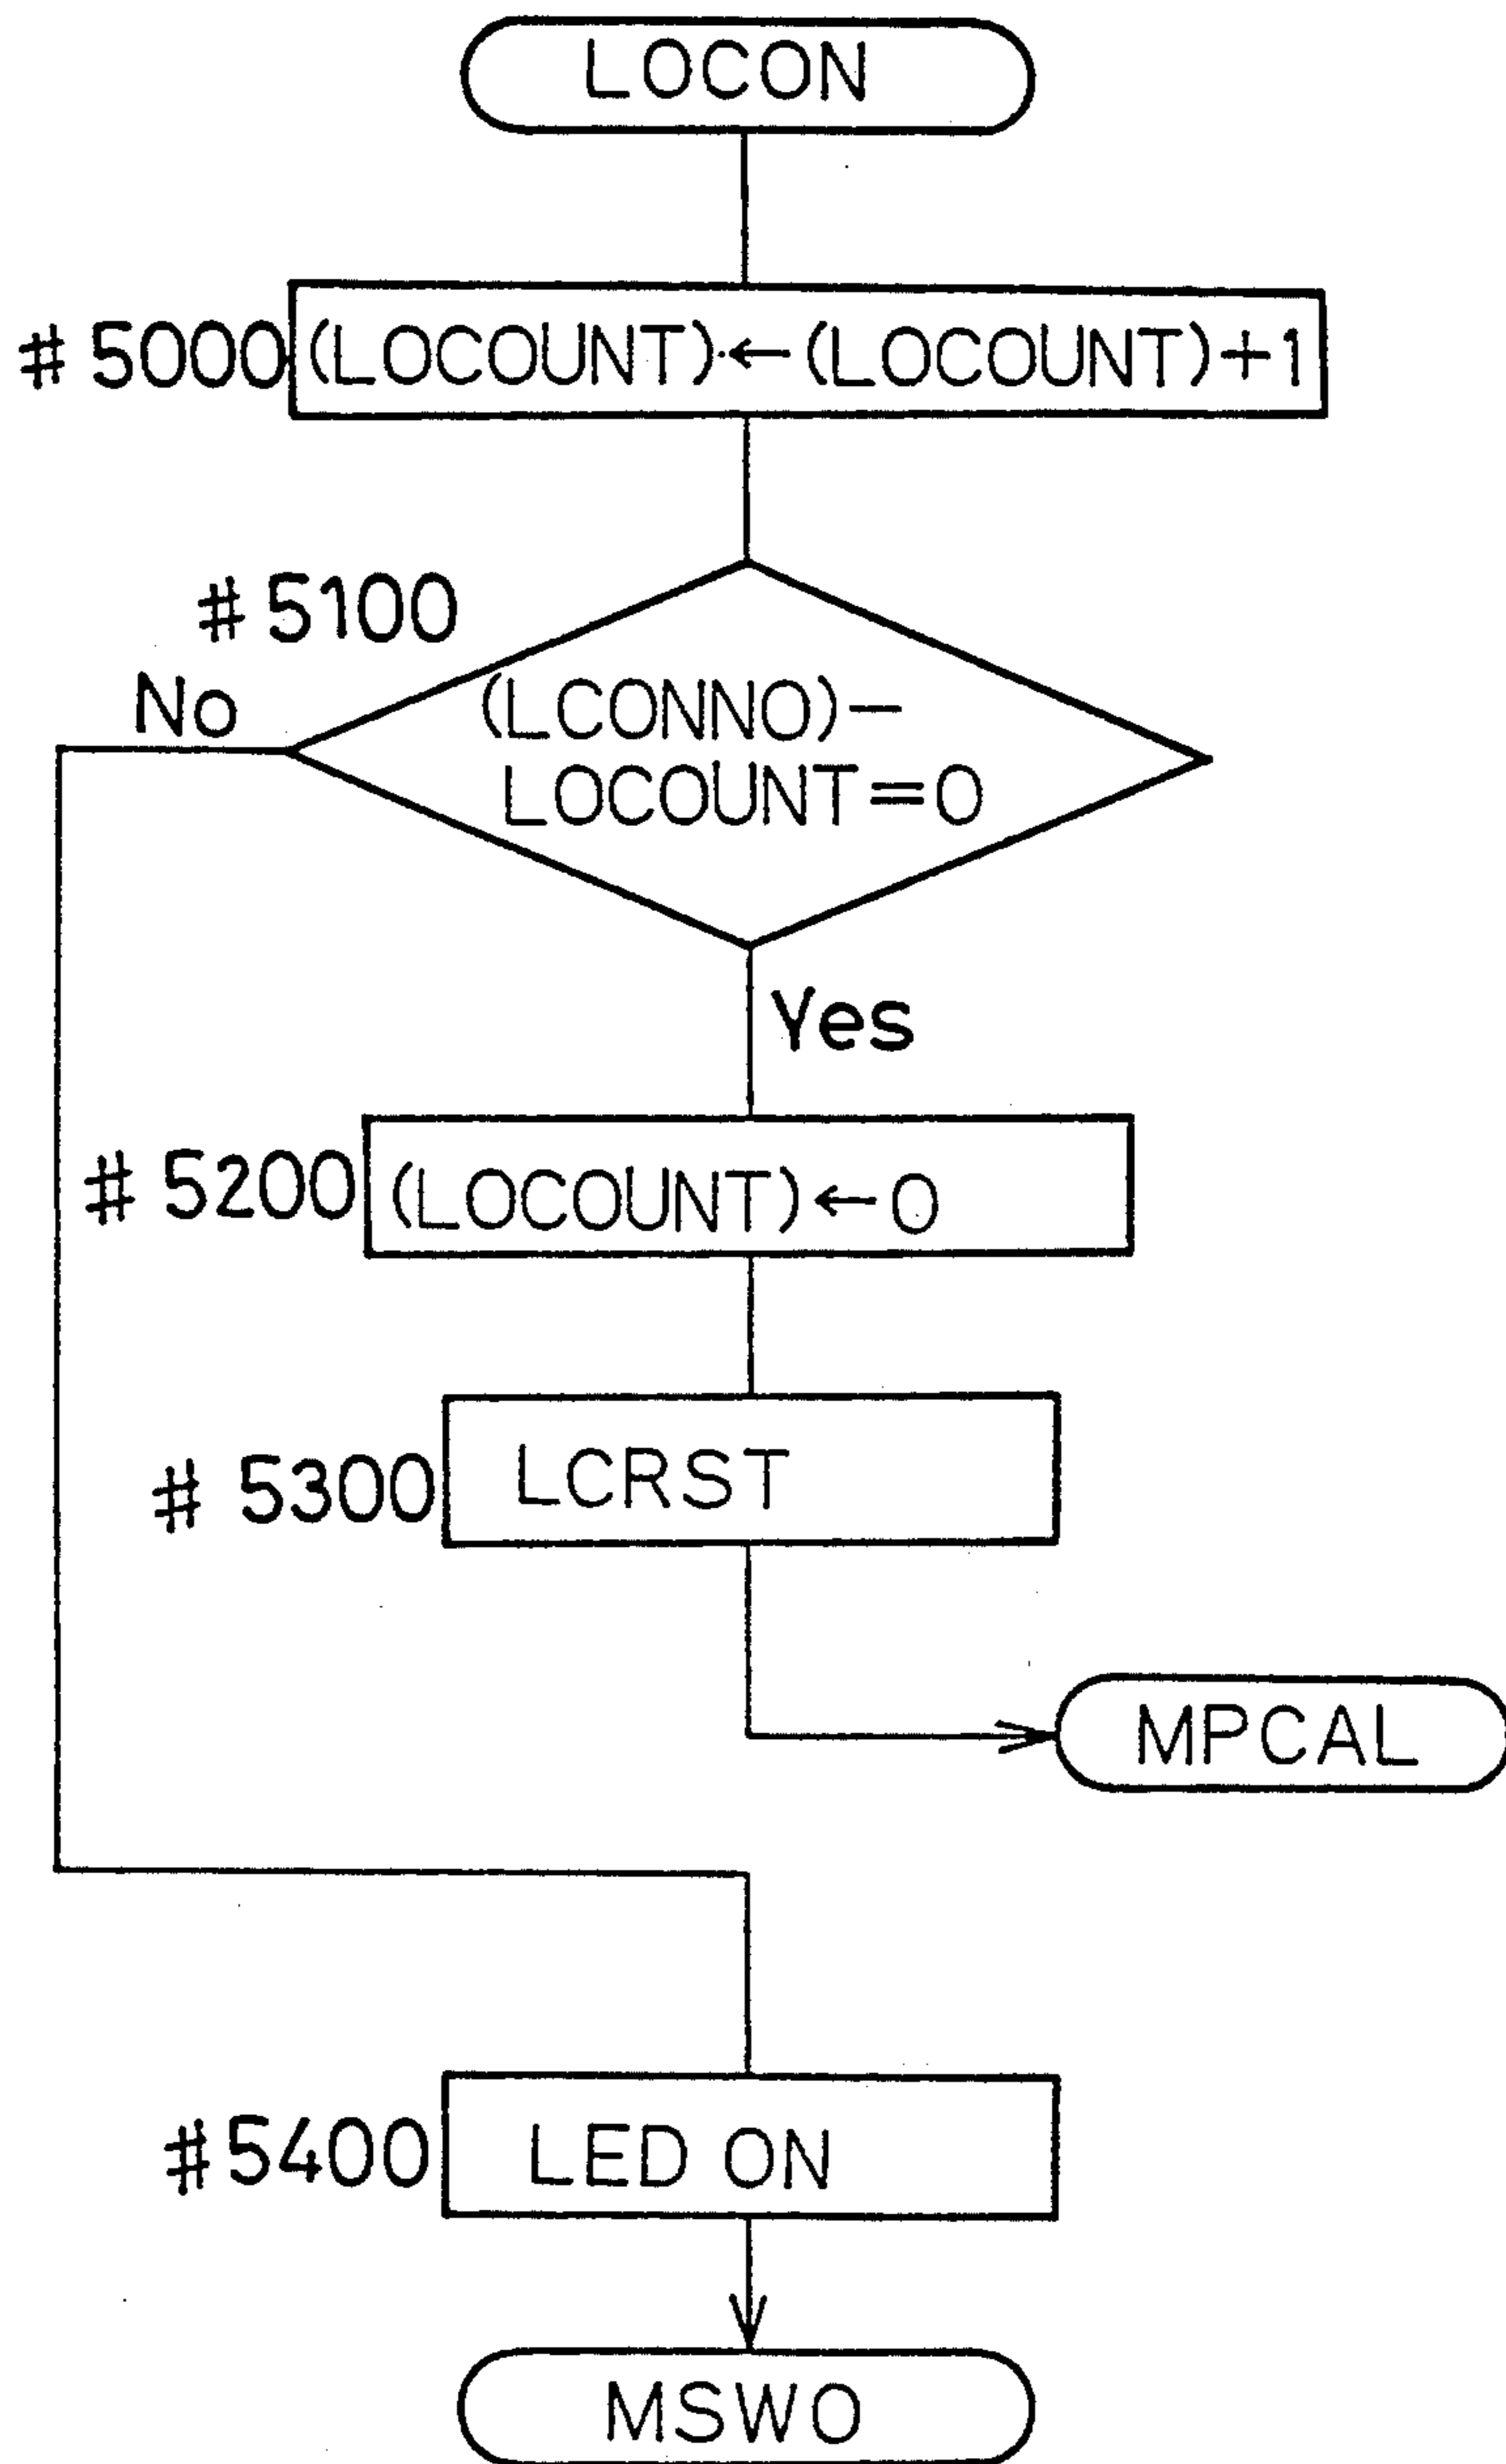 LOCON
#5000 (LOCOUNT)←(LOCOUNT)+1
#5100
No
(LCONNO)−
LOCOUNT=0
Yes
#5200 (LOCOUNT)←0
#5300 LCRST
MPCAL
#5400 LED ON
MSWO